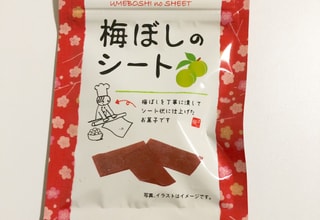 UMEBOSHI no SHEET
梅ぼしの
シート
梅ぼしを丁寧に潰して
シート状に仕上げた
お菓子です
写真、イラストはイメージです。